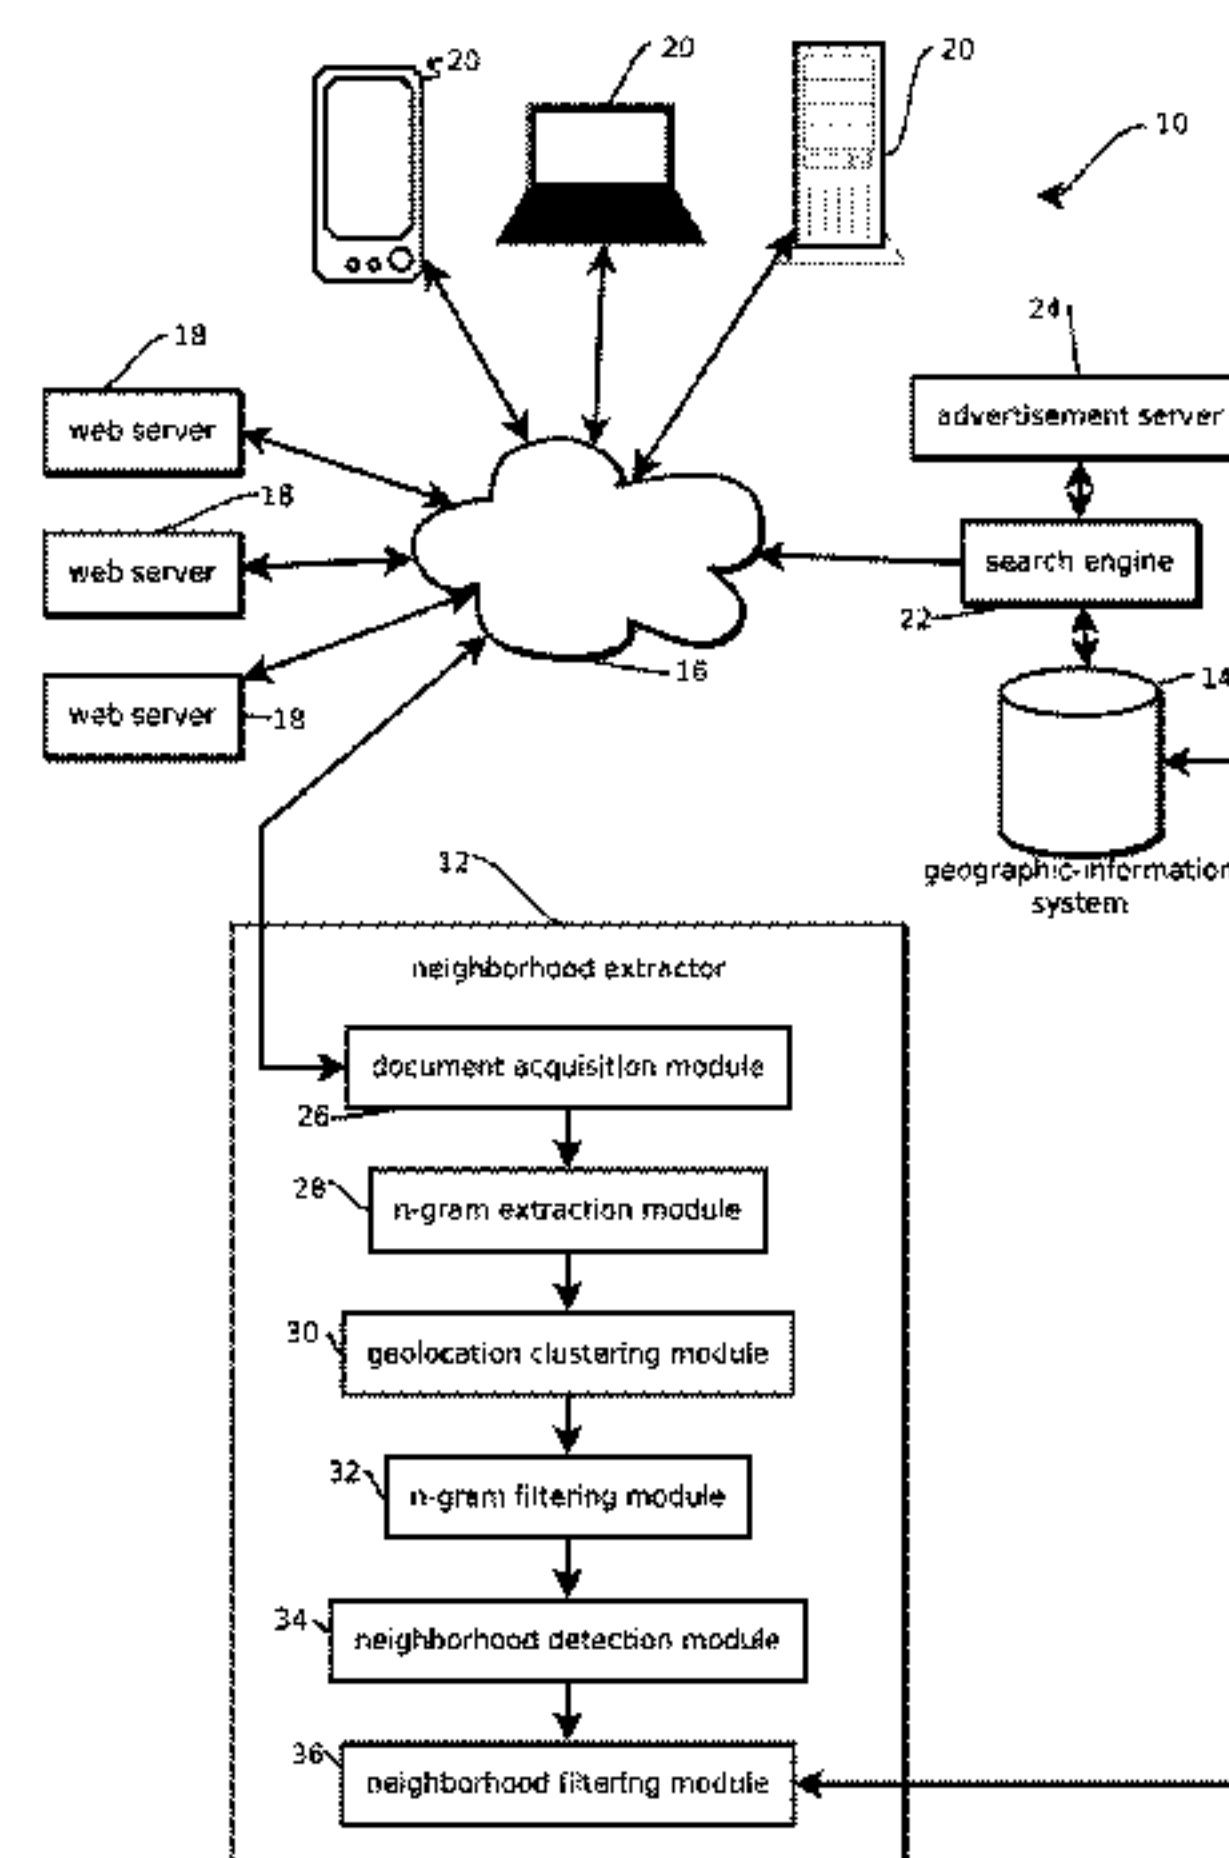 20
20
20
10
24
18
advertisement server
web server
18
search engine
web server
22
16
14
18
web server
12
geographic-information
system
neighborhood extractor
document acquisition module
26
28
n-gram extraction module
30
geolocation clustering module
32
n-gram filtering module
34
neighborhood detection module
36
neighborhood filtering module